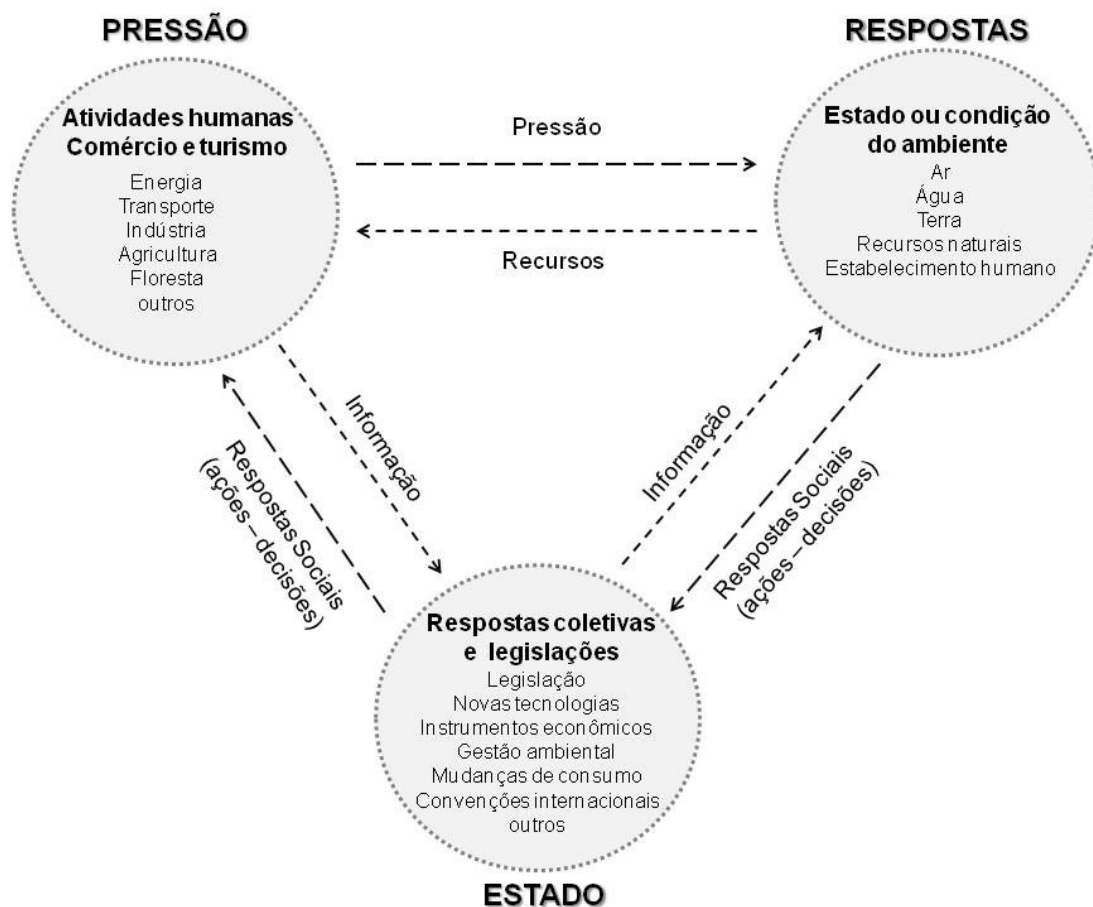 PRESSÃO
Atividades humanas
Comércio e turismo
Energia
Transporte
Indústria
Agricultura
Floresta
outros
Pressão
Recursos
RESPOSTAS
Estado ou condição
do ambiente
Ar
Água
Terra
Recursos naturais
Estabelecimento humano
Informação
Respostas Sociais
(ações – decisões)
Informação
Respostas Sociais
(ações – decisões)
Respostas coletivas
e legislações
Legislação
Novas tecnologias
Instrumentos econômicos
Gestão ambiental
Mudanças de consumo
Convenções internacionais
outros
ESTADO